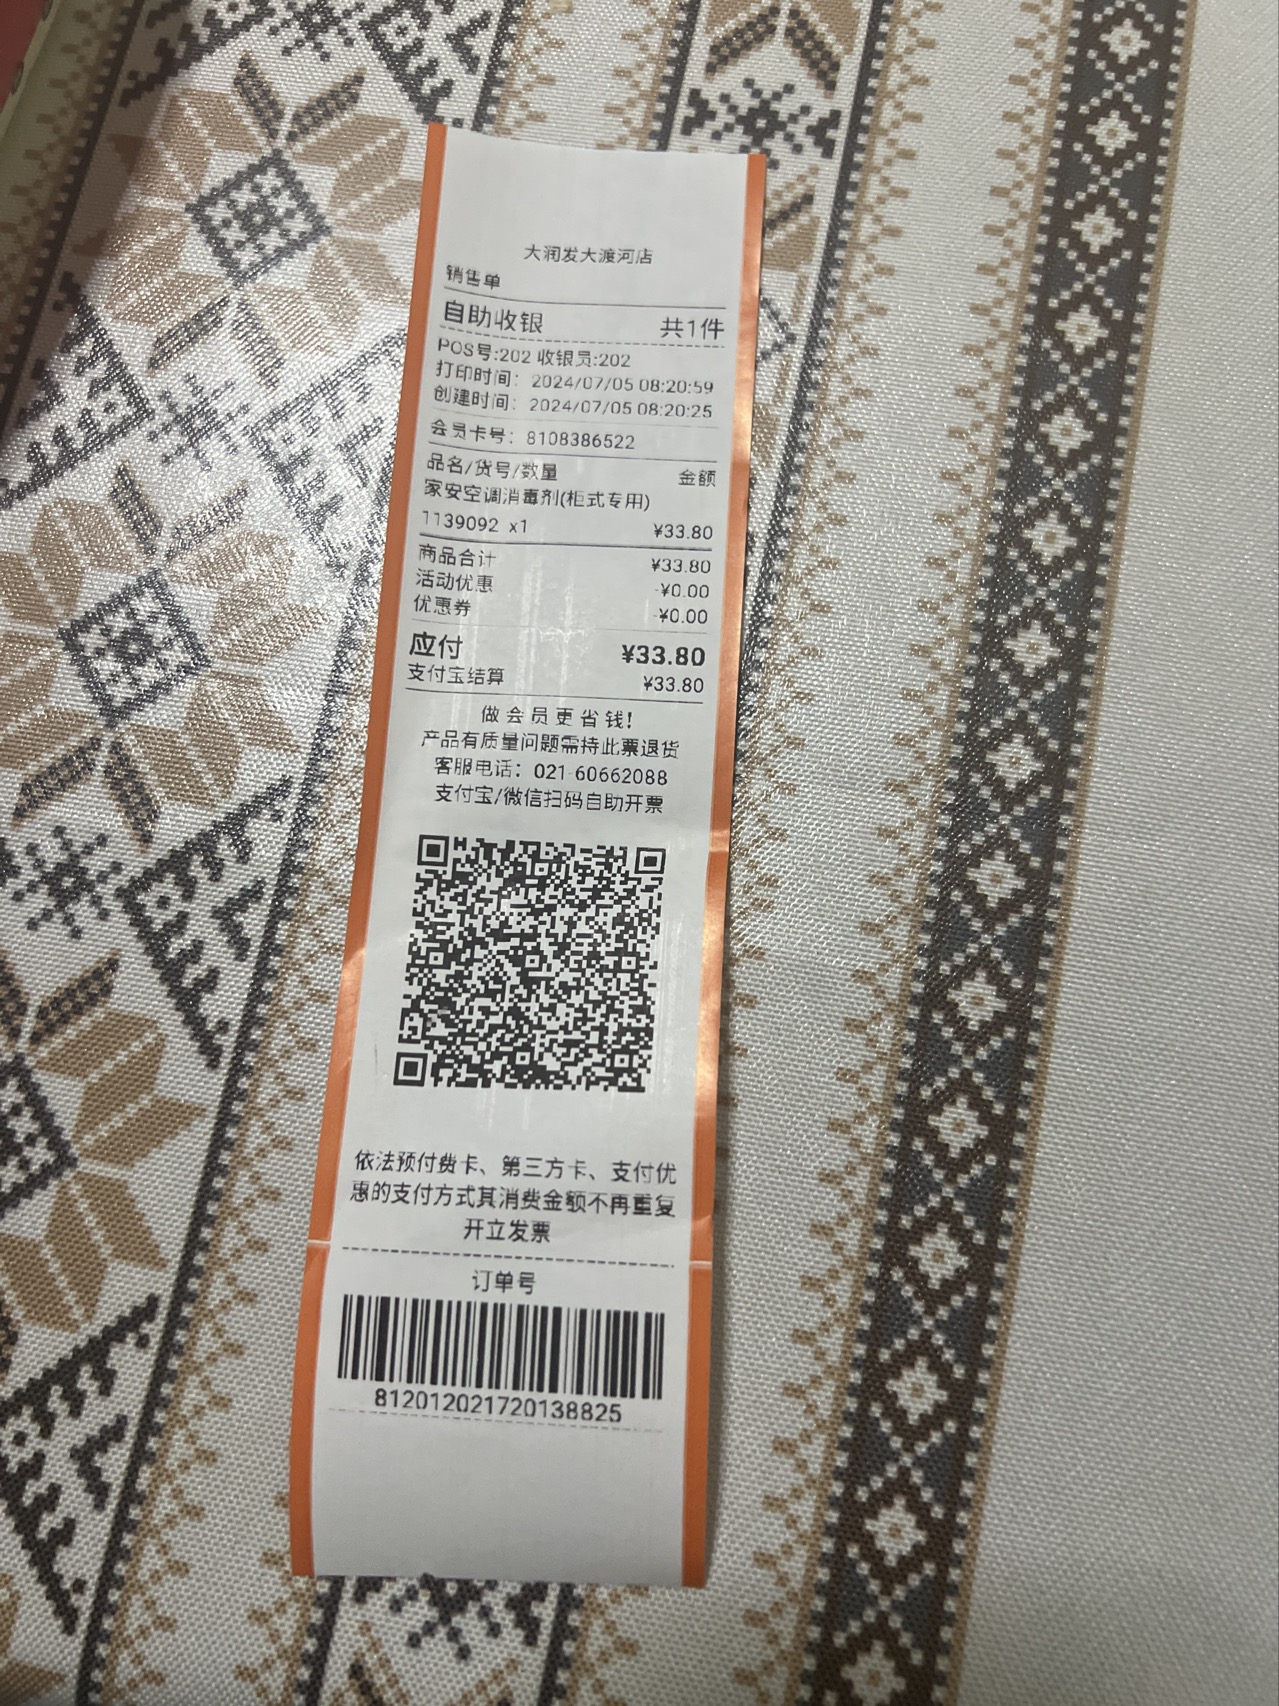 大润发大渡河店
销售单
自助收银 共1件
POS号:202 收银员:202
打印时间: 2024/07/05 08:20:59
创建时间: 2024/07/05 08:20:25
会员卡号: 8108386522
品名/货号/数量 金额
家安空调消毒剂(柜式专用)
1139092 x1 ¥33.80
商品合计 ¥33.80
活动优惠 -¥0.00
优惠券 -¥0.00
应付 ¥33.80
支付宝结算 ¥33.80
做会员更省钱!
产品有质量问题需持此票退货
客服电话: 021-60662088
支付宝/微信扫码自助开票
依法预付费卡、第三方卡、支付优
惠的支付方式其消费金额不再重复
开立发票
订单号
812012021720138825